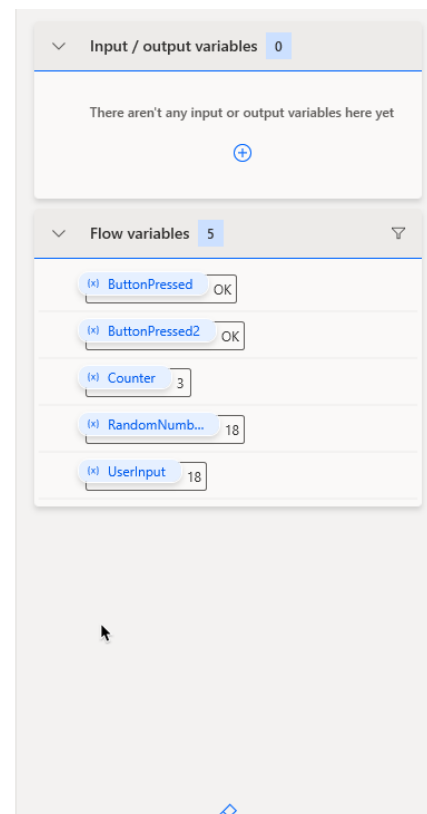 Input / output variables 0
There aren't any input or output variables here yet
Flow variables 5
(x) ButtonPressed OK
(x) ButtonPressed2 OK
(x) Counter 3
(x) RandomNumb... 18
(x) UserInput 18